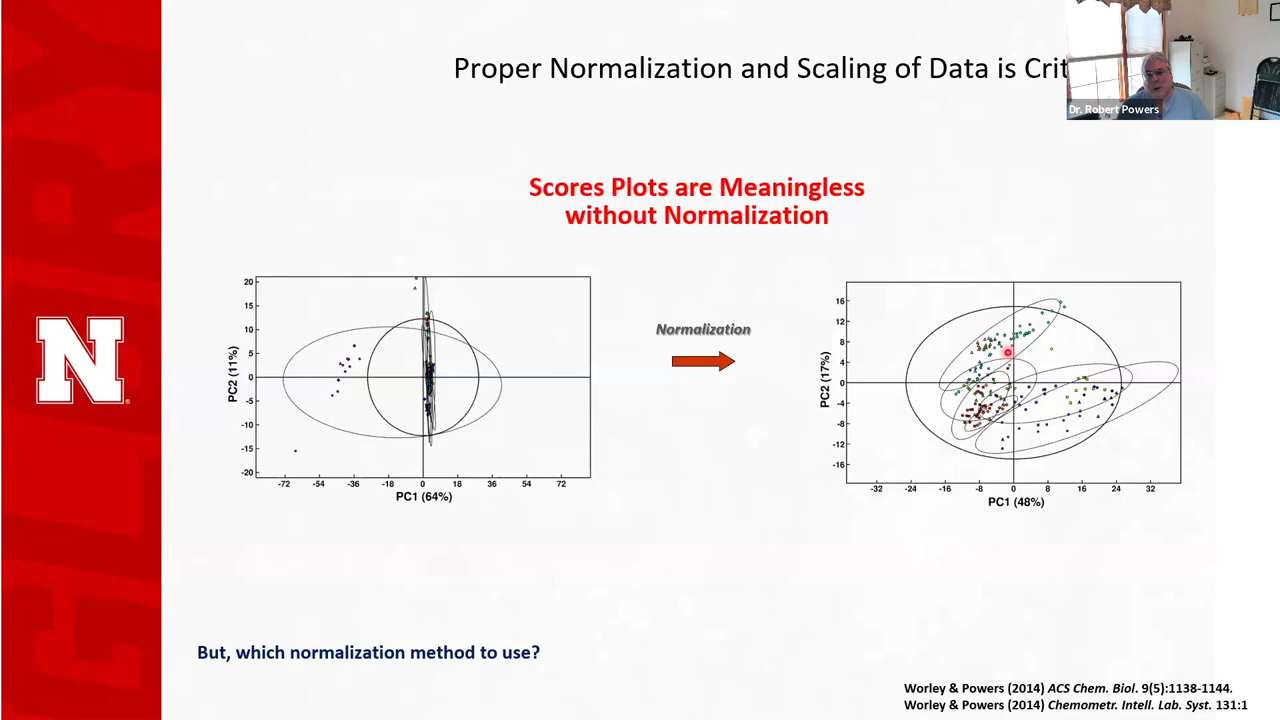 Proper Normalization and Scaling of Data is Crit
Dr. Robert Powers
Scores Plots are Meaningless
without Normalization
20
15
10
5
0
-5
-10
-15
-20
PC2 (11%)
-72 -54 -36 -18 0 18 36 54 72
PC1 (64%)
Normalization
16
12
8
4
0
-4
-8
-12
-16
PC2 (17%)
-32 -24 -16 -8 0 8 16 24 32
PC1 (48%)
N
GLORY
But, which normalization method to use?
Worley & Powers (2014) ACS Chem. Biol. 9(5):1138-1144.
Worley & Powers (2014) Chemometr. Intell. Lab. Syst. 131:1